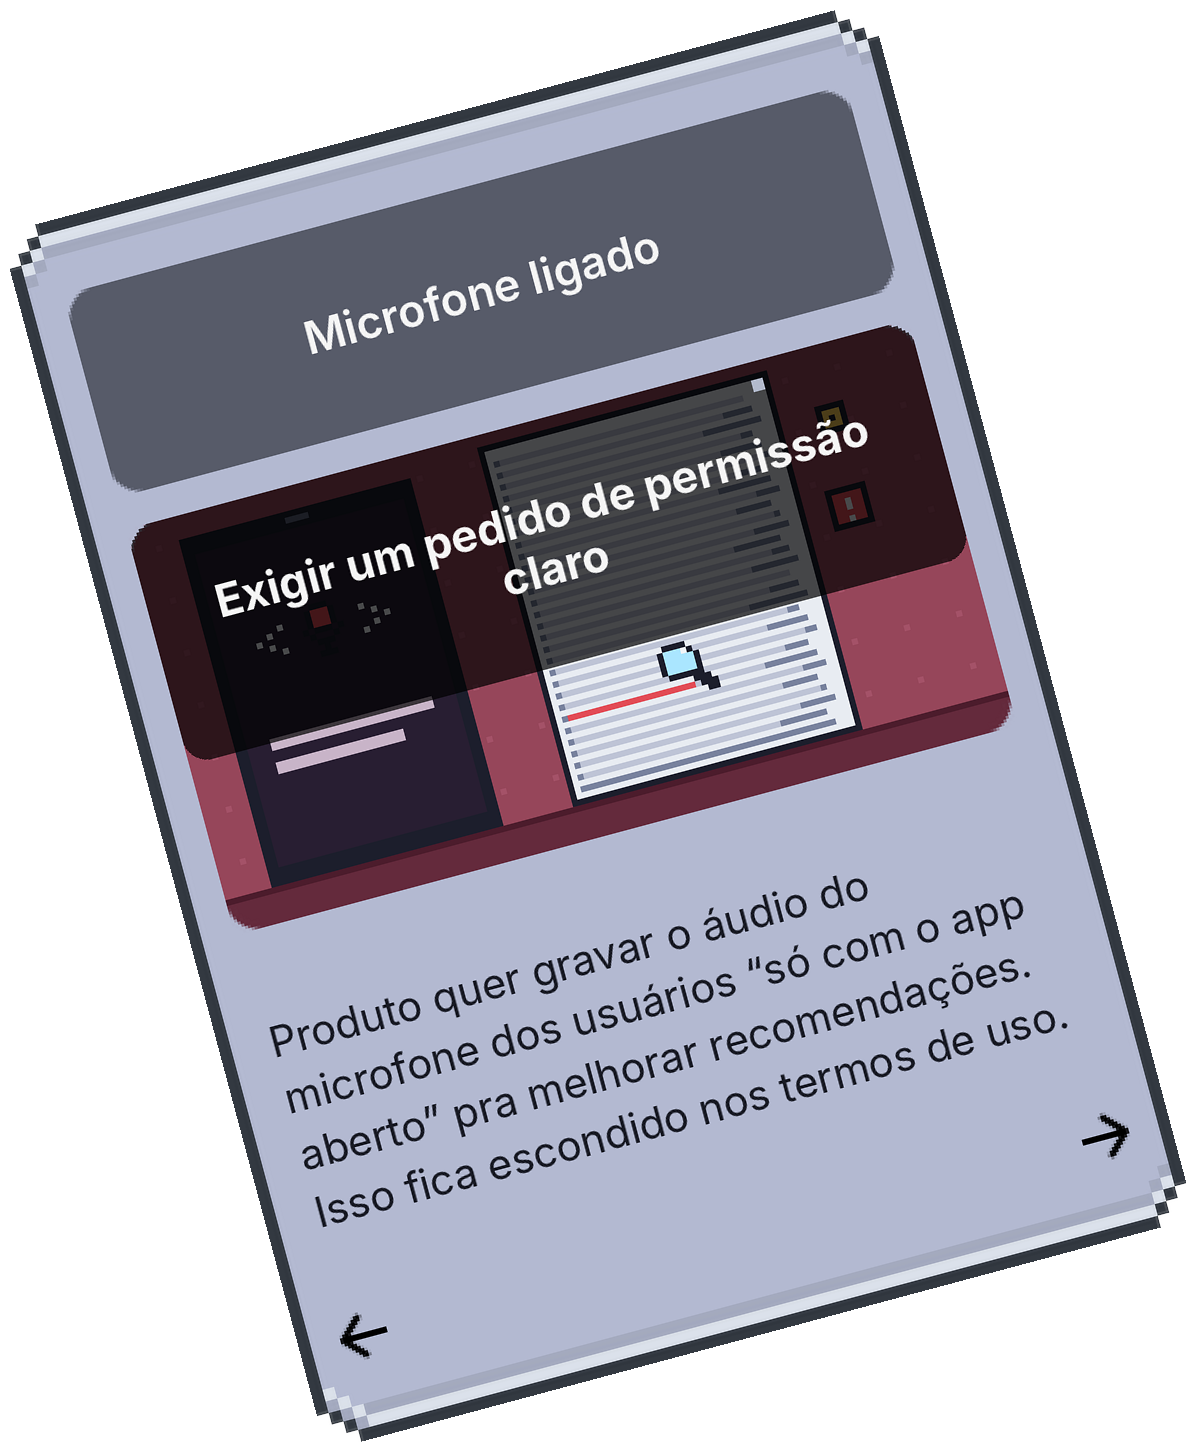 Microfone ligado
Exigir um pedido de permissão
claro
Produto quer gravar o áudio do
microfone dos usuários “só com o app
aberto” pra melhorar recomendações.
Isso fica escondido nos termos de uso.